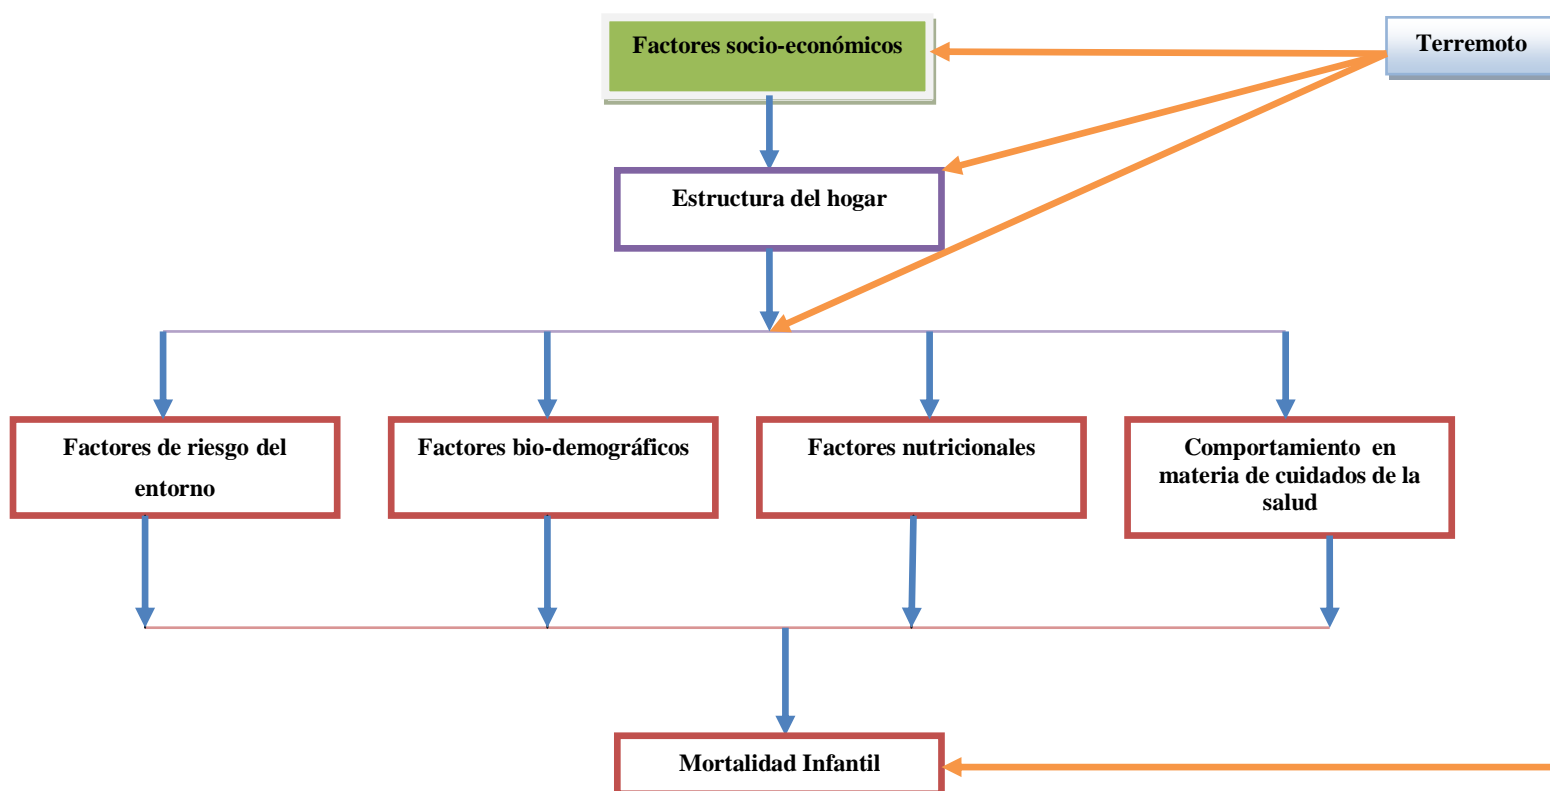 Factores socio-económicos
Terremoto
Estructura del hogar
Factores de riesgo del
entorno
Factores bio-demográficos
Factores nutricionales
Comportamiento en
materia de cuidados de la
salud
Mortalidad Infantil